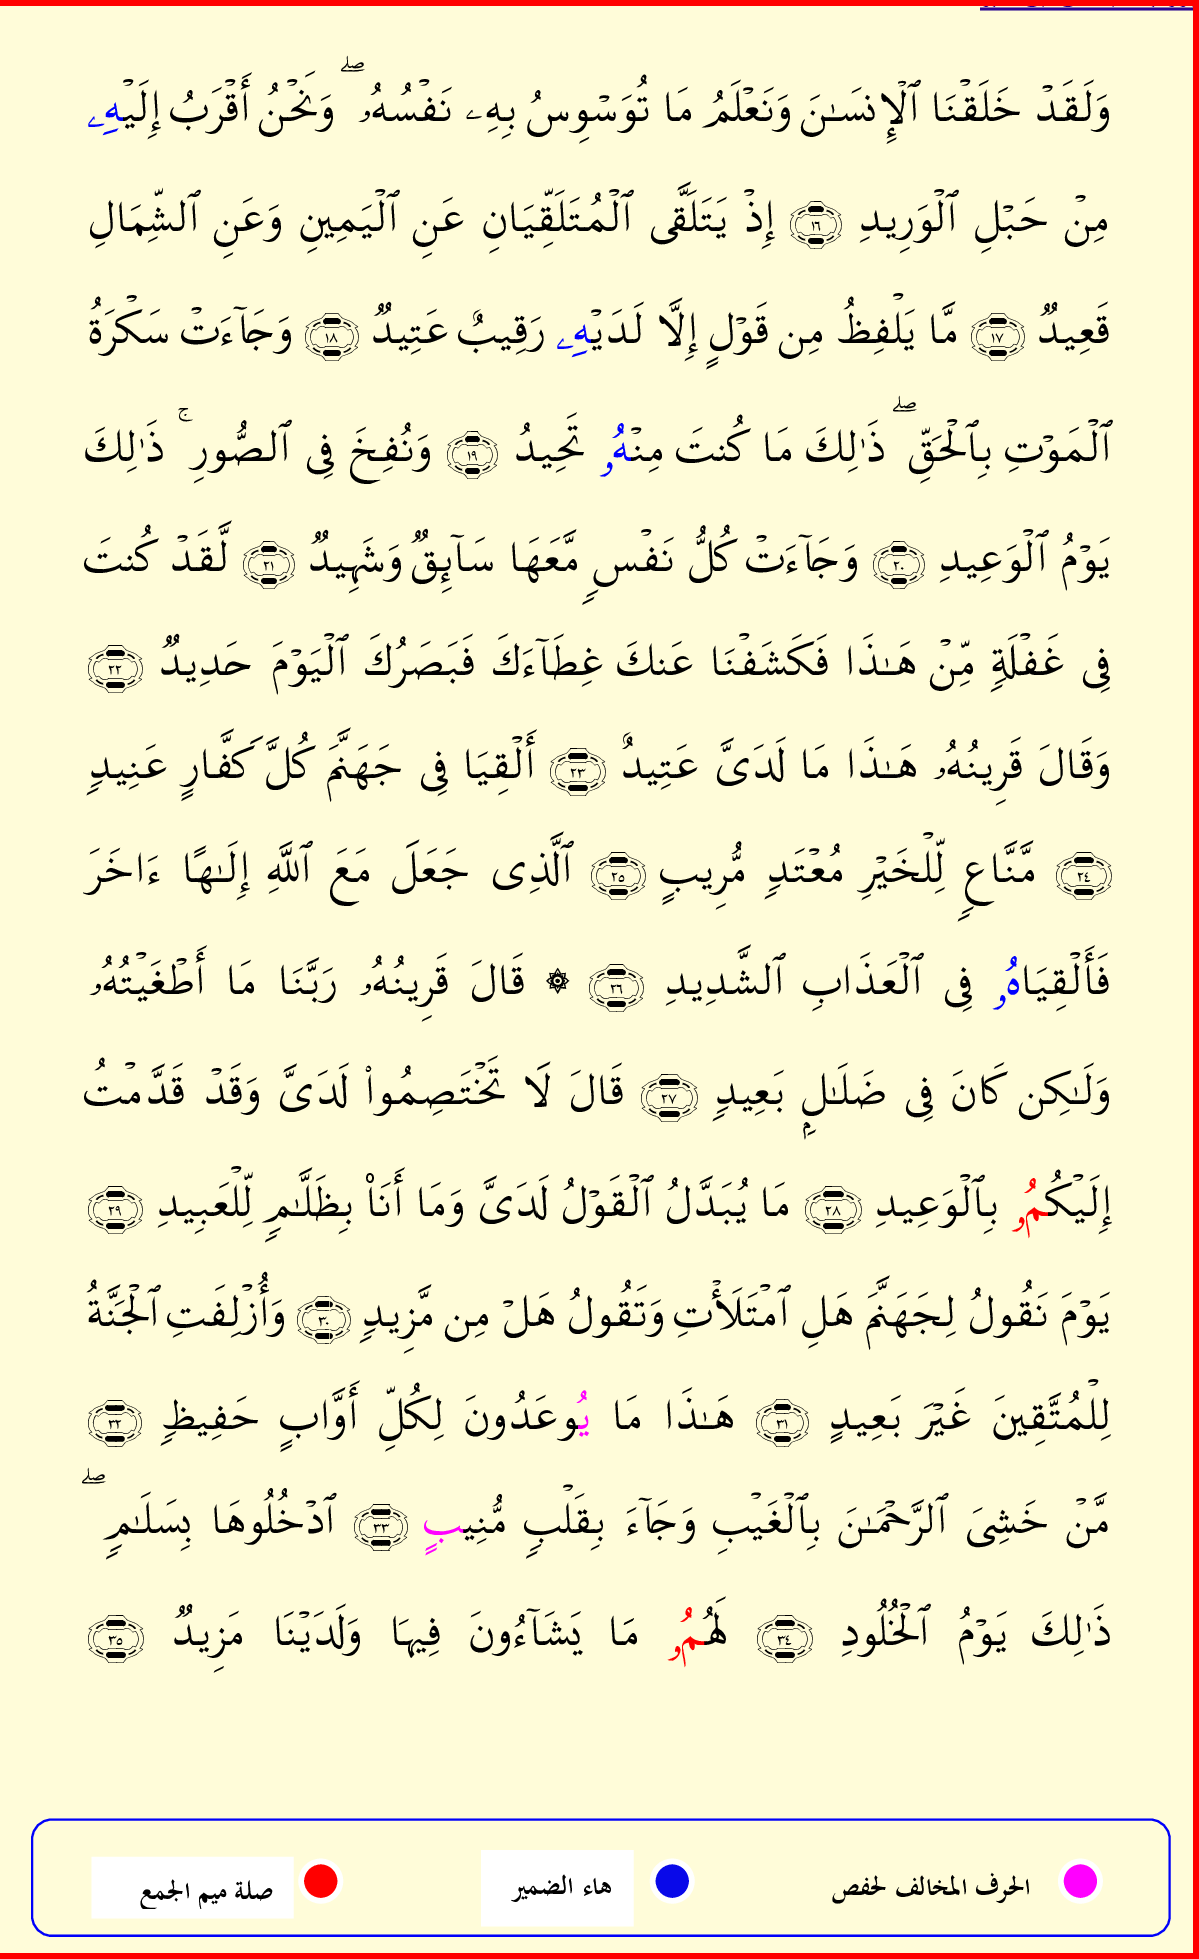 وَلَقَدْ خَلَقْنَا ٱلْإِنسَـٰنَ وَنَعْلَمُ مَا تُوَسْوِسُ بِهِۦ نَفْسُهُۥ ۖ وَنَحْنُ أَقْرَبُ إِلَيْهِۦ
مِنْ حَبْلِ ٱلْوَرِيدِ ١٦ إِذْ يَتَلَقَّى ٱلْمُتَلَقِّيَانِ عَنِ ٱلْيَمِينِ وَعَنِ ٱلشِّمَالِ
قَعِيدٌ ١٧ مَّا يَلْفِظُ مِن قَوْلٍ إِلَّا لَدَيْهِۦ رَقِيبٌ عَتِيدٌ ١٨ وَجَآءَتْ سَكْرَةُ
ٱلْمَوْتِ بِٱلْحَقِّ ۖ ذَٰلِكَ مَا كُنتَ مِنْهُۥ تَحِيدُ ١٩ وَنُفِخَ فِى ٱلصُّورِ ۚ ذَٰلِكَ
يَوْمُ ٱلْوَعِيدِ ٢٠ وَجَآءَتْ كُلُّ نَفْسٍ مَّعَهَا سَآئِقٌ وَشَهِيدٌ ٢١ لَّقَدْ كُنتَ
فِى غَفْلَةٍ مِّنْ هَـٰذَا فَكَشَفْنَا عَنكَ غِطَآءَكَ فَبَصَرُكَ ٱلْيَوْمَ حَدِيدٌ ٢٢
وَقَالَ قَرِينُهُۥ هَـٰذَا مَا لَدَىَّ عَتِيدٌ ٢٣ أَلْقِيَا فِى جَهَنَّمَ كُلَّ كَفَّارٍ عَنِيدٍ
٢٤ مَّنَّاعٍ لِّلْخَيْرِ مُعْتَدٍ مُّرِيبٍ ٢٥ ٱلَّذِى جَعَلَ مَعَ ٱللَّهِ إِلَـٰهًا ءَاخَرَ
فَأَلْقِيَاهُۥ فِى ٱلْعَذَابِ ٱلشَّدِيدِ ٢٦ ۞ قَالَ قَرِينُهُۥ رَبَّنَا مَا أَطْغَيْتُهُۥ
وَلَـٰكِن كَانَ فِى ضَلَـٰلٍۭ بَعِيدٍ ٢٧ قَالَ لَا تَخْتَصِمُوا۟ لَدَىَّ وَقَدْ قَدَّمْتُ
إِلَيْكُمُۥ بِٱلْوَعِيدِ ٢٨ مَا يُبَدَّلُ ٱلْقَوْلُ لَدَىَّ وَمَا أَنَا۠ بِظَلَّـٰمٍ لِّلْعَبِيدِ ٢٩
يَوْمَ نَقُولُ لِجَهَنَّمَ هَلِ ٱمْتَلَأْتِ وَتَقُولُ هَلْ مِن مَّزِيدٍ ٣٠ وَأُزْلِفَتِ ٱلْجَنَّةُ
لِلْمُتَّقِينَ غَيْرَ بَعِيدٍ ٣١ هَـٰذَا مَا يُوعَدُونَ لِكُلِّ أَوَّابٍ حَفِيظٍ ٣٢
مَّنْ خَشِىَ ٱلرَّحْمَـٰنَ بِٱلْغَيْبِ وَجَآءَ بِقَلْبٍ مُّنِيبٍ ٣٣ ٱدْخُلُوهَا بِسَلَـٰمٍ ۖ
ذَٰلِكَ يَوْمُ ٱلْخُلُودِ ٣٤ لَهُمُۥ مَا يَشَآءُونَ فِيهَا وَلَدَيْنَا مَزِيدٌ ٣٥
الحرف المخالف لحفص
هاء الضمير
صلة ميم الجمع